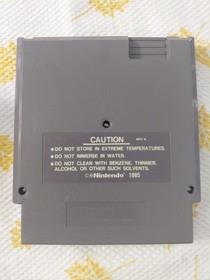 CAUTION
•DO NOT STORE IN EXTREME TEMPERATURES.
•DO NOT IMMERSE IN WATER.
•DO NOT CLEAN WITH BENZENE, THINNER,
ALCOHOL OR OTHER SUCH SOLVENTS.
©®Nintendo 1985